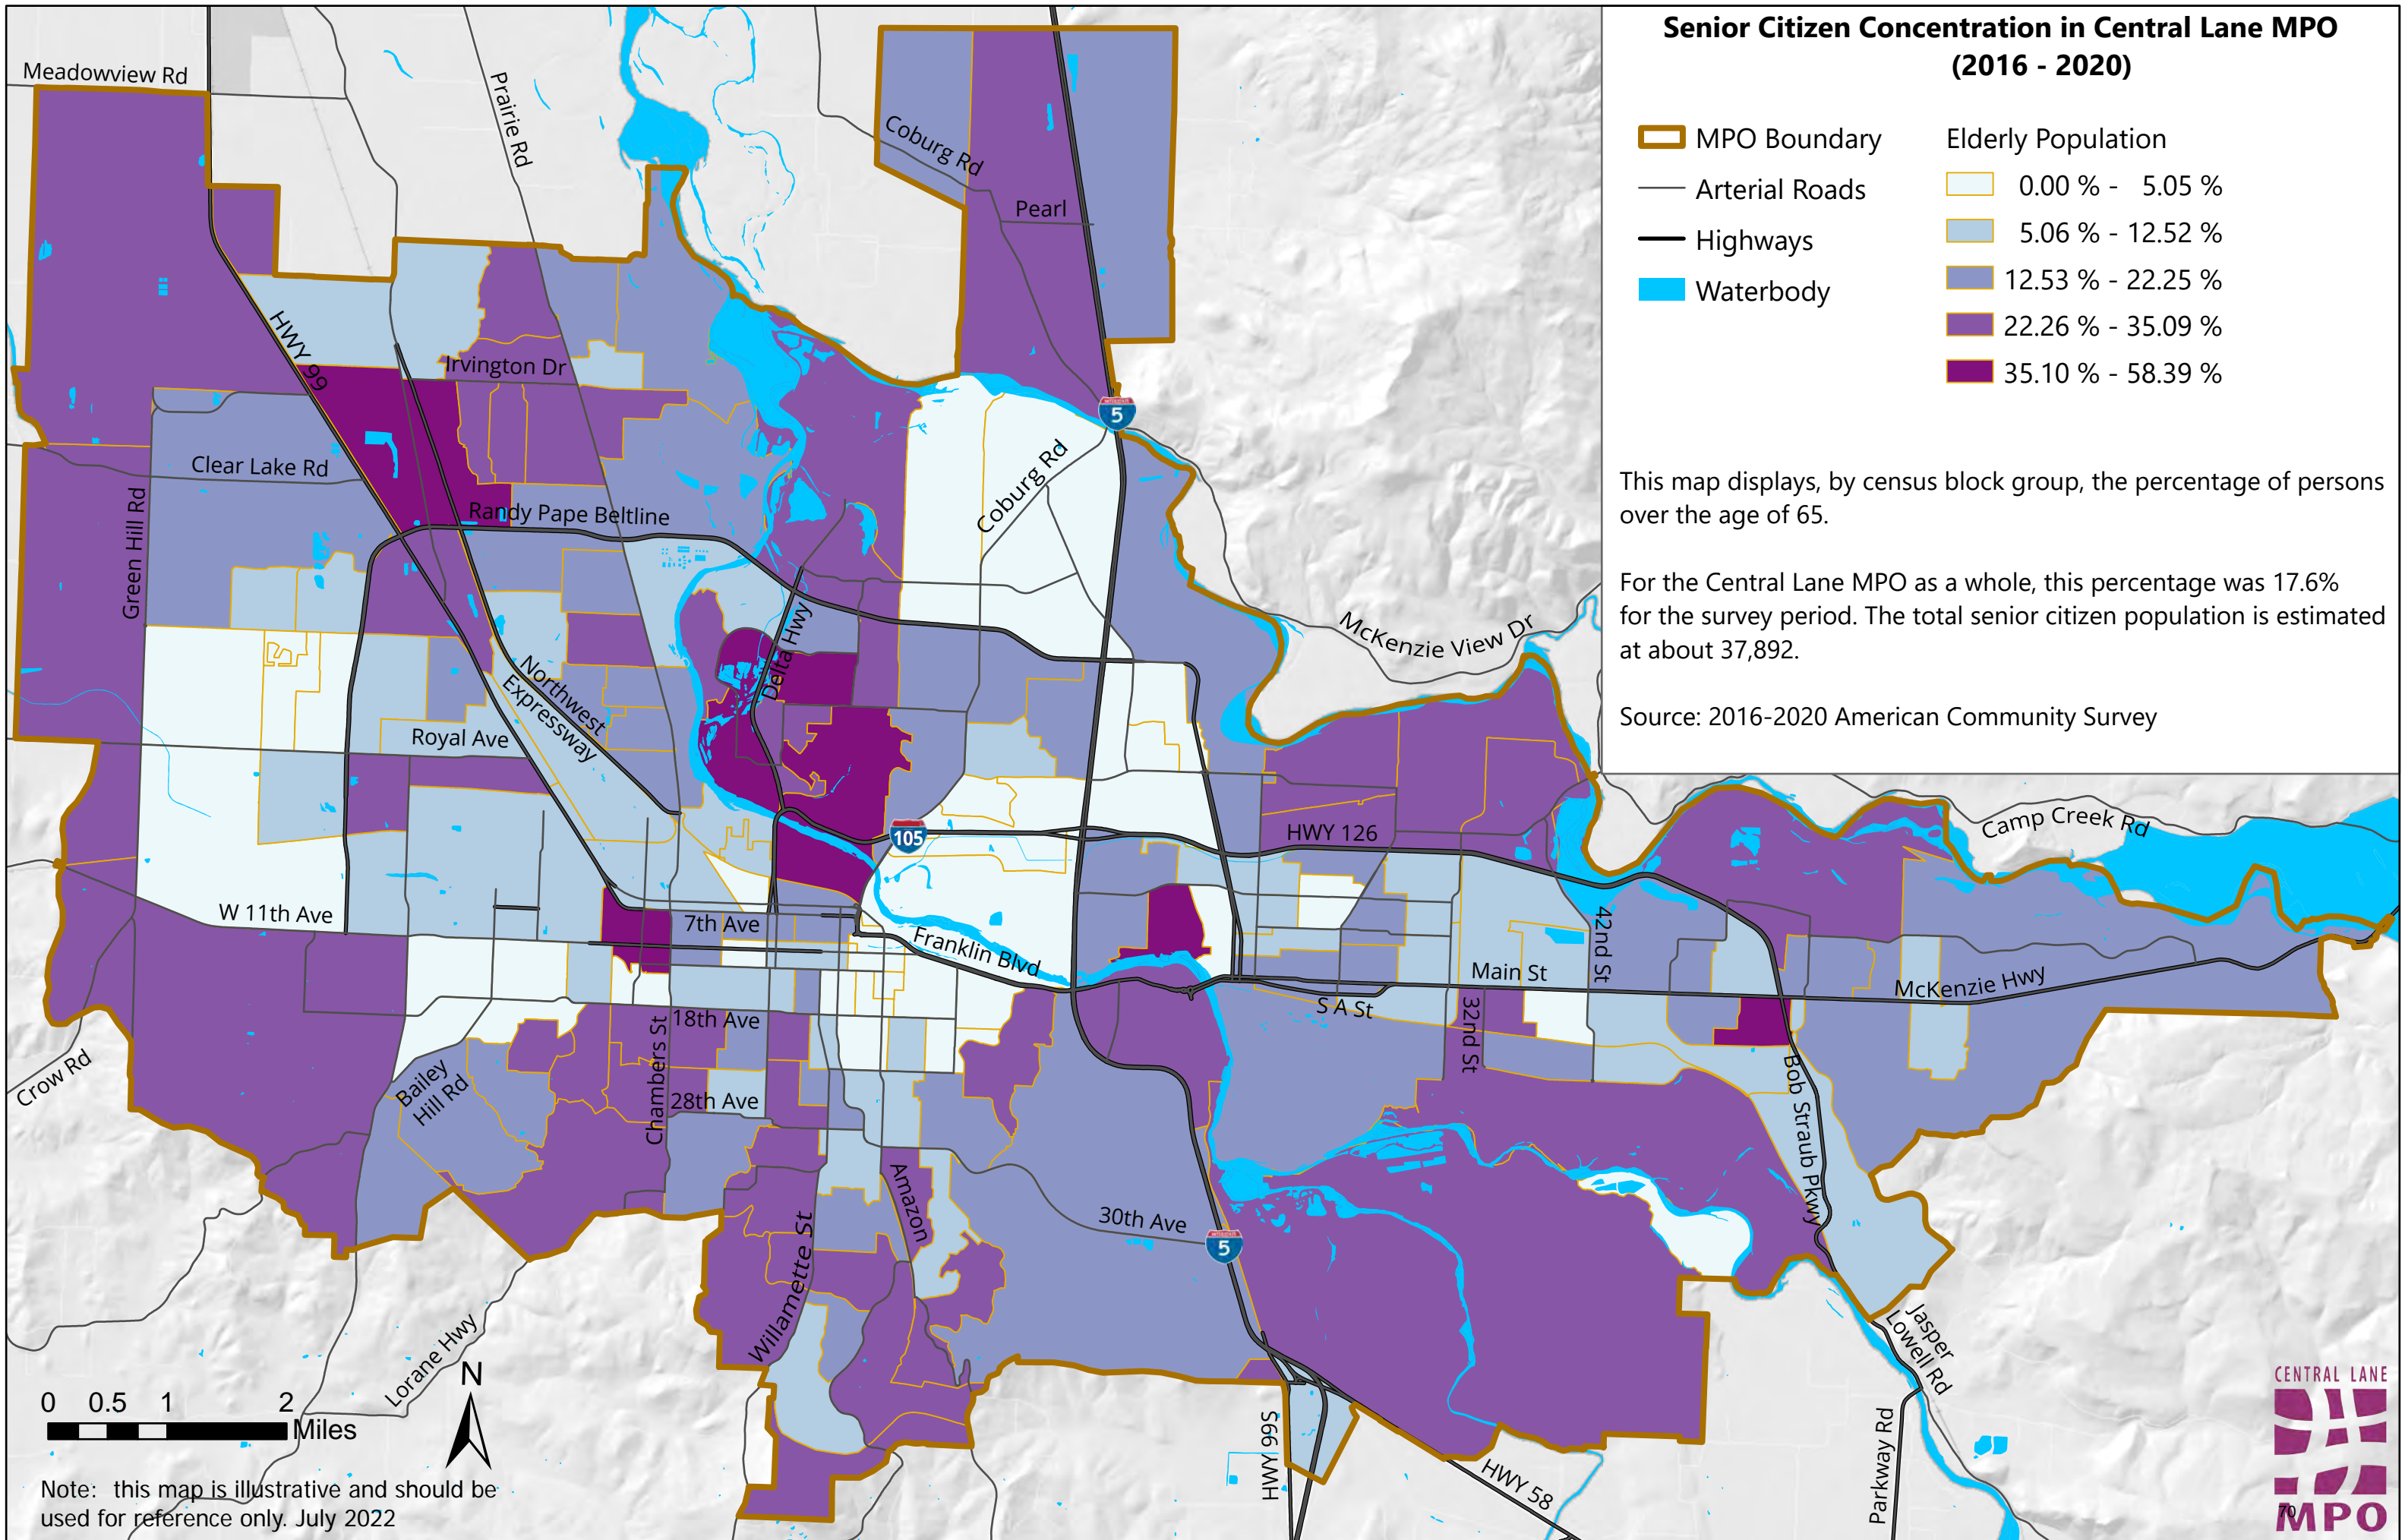 Senior Citizen Concentration in Central Lane MPO
(2016 - 2020)
MPO Boundary
Arterial Roads
Highways
Waterbody
Elderly Population
0.00 % - 5.05 %
5.06 % - 12.52 %
12.53 % - 22.25 %
22.26 % - 35.09 %
35.10 % - 58.39 %
This map displays, by census block group, the percentage of persons
over the age of 65.
For the Central Lane MPO as a whole, this percentage was 17.6%
for the survey period. The total senior citizen population is estimated
at about 37,892.
Source: 2016-2020 American Community Survey
Meadowview Rd
Prairie Rd
Coburg Rd
Pearl
HWY 99
Irvington Dr
5
Clear Lake Rd
Coburg Rd
Green Hill Rd
Randy Pape Beltline
McKenzie View Dr
Delta Hwy
Northwest
Expressway
Royal Ave
105
HWY 126
Camp Creek Rd
W 11th Ave
7th Ave
Franklin Blvd
42nd St
Main St
McKenzie Hwy
S A St
32nd St
18th Ave
Chambers St
Crow Rd
Bailey
Hill Rd
28th Ave
Bob Straub Pkwy
Amazon
30th Ave
5
Willamette St
Lorane Hwy
Jasper
Lowell Rd
HWY 99S
HWY 58
Parkway Rd
N
0 0.5 1 2
Miles
Note: this map is illustrative and should be
used for reference only. July 2022
CENTRAL LANE
MPO
70